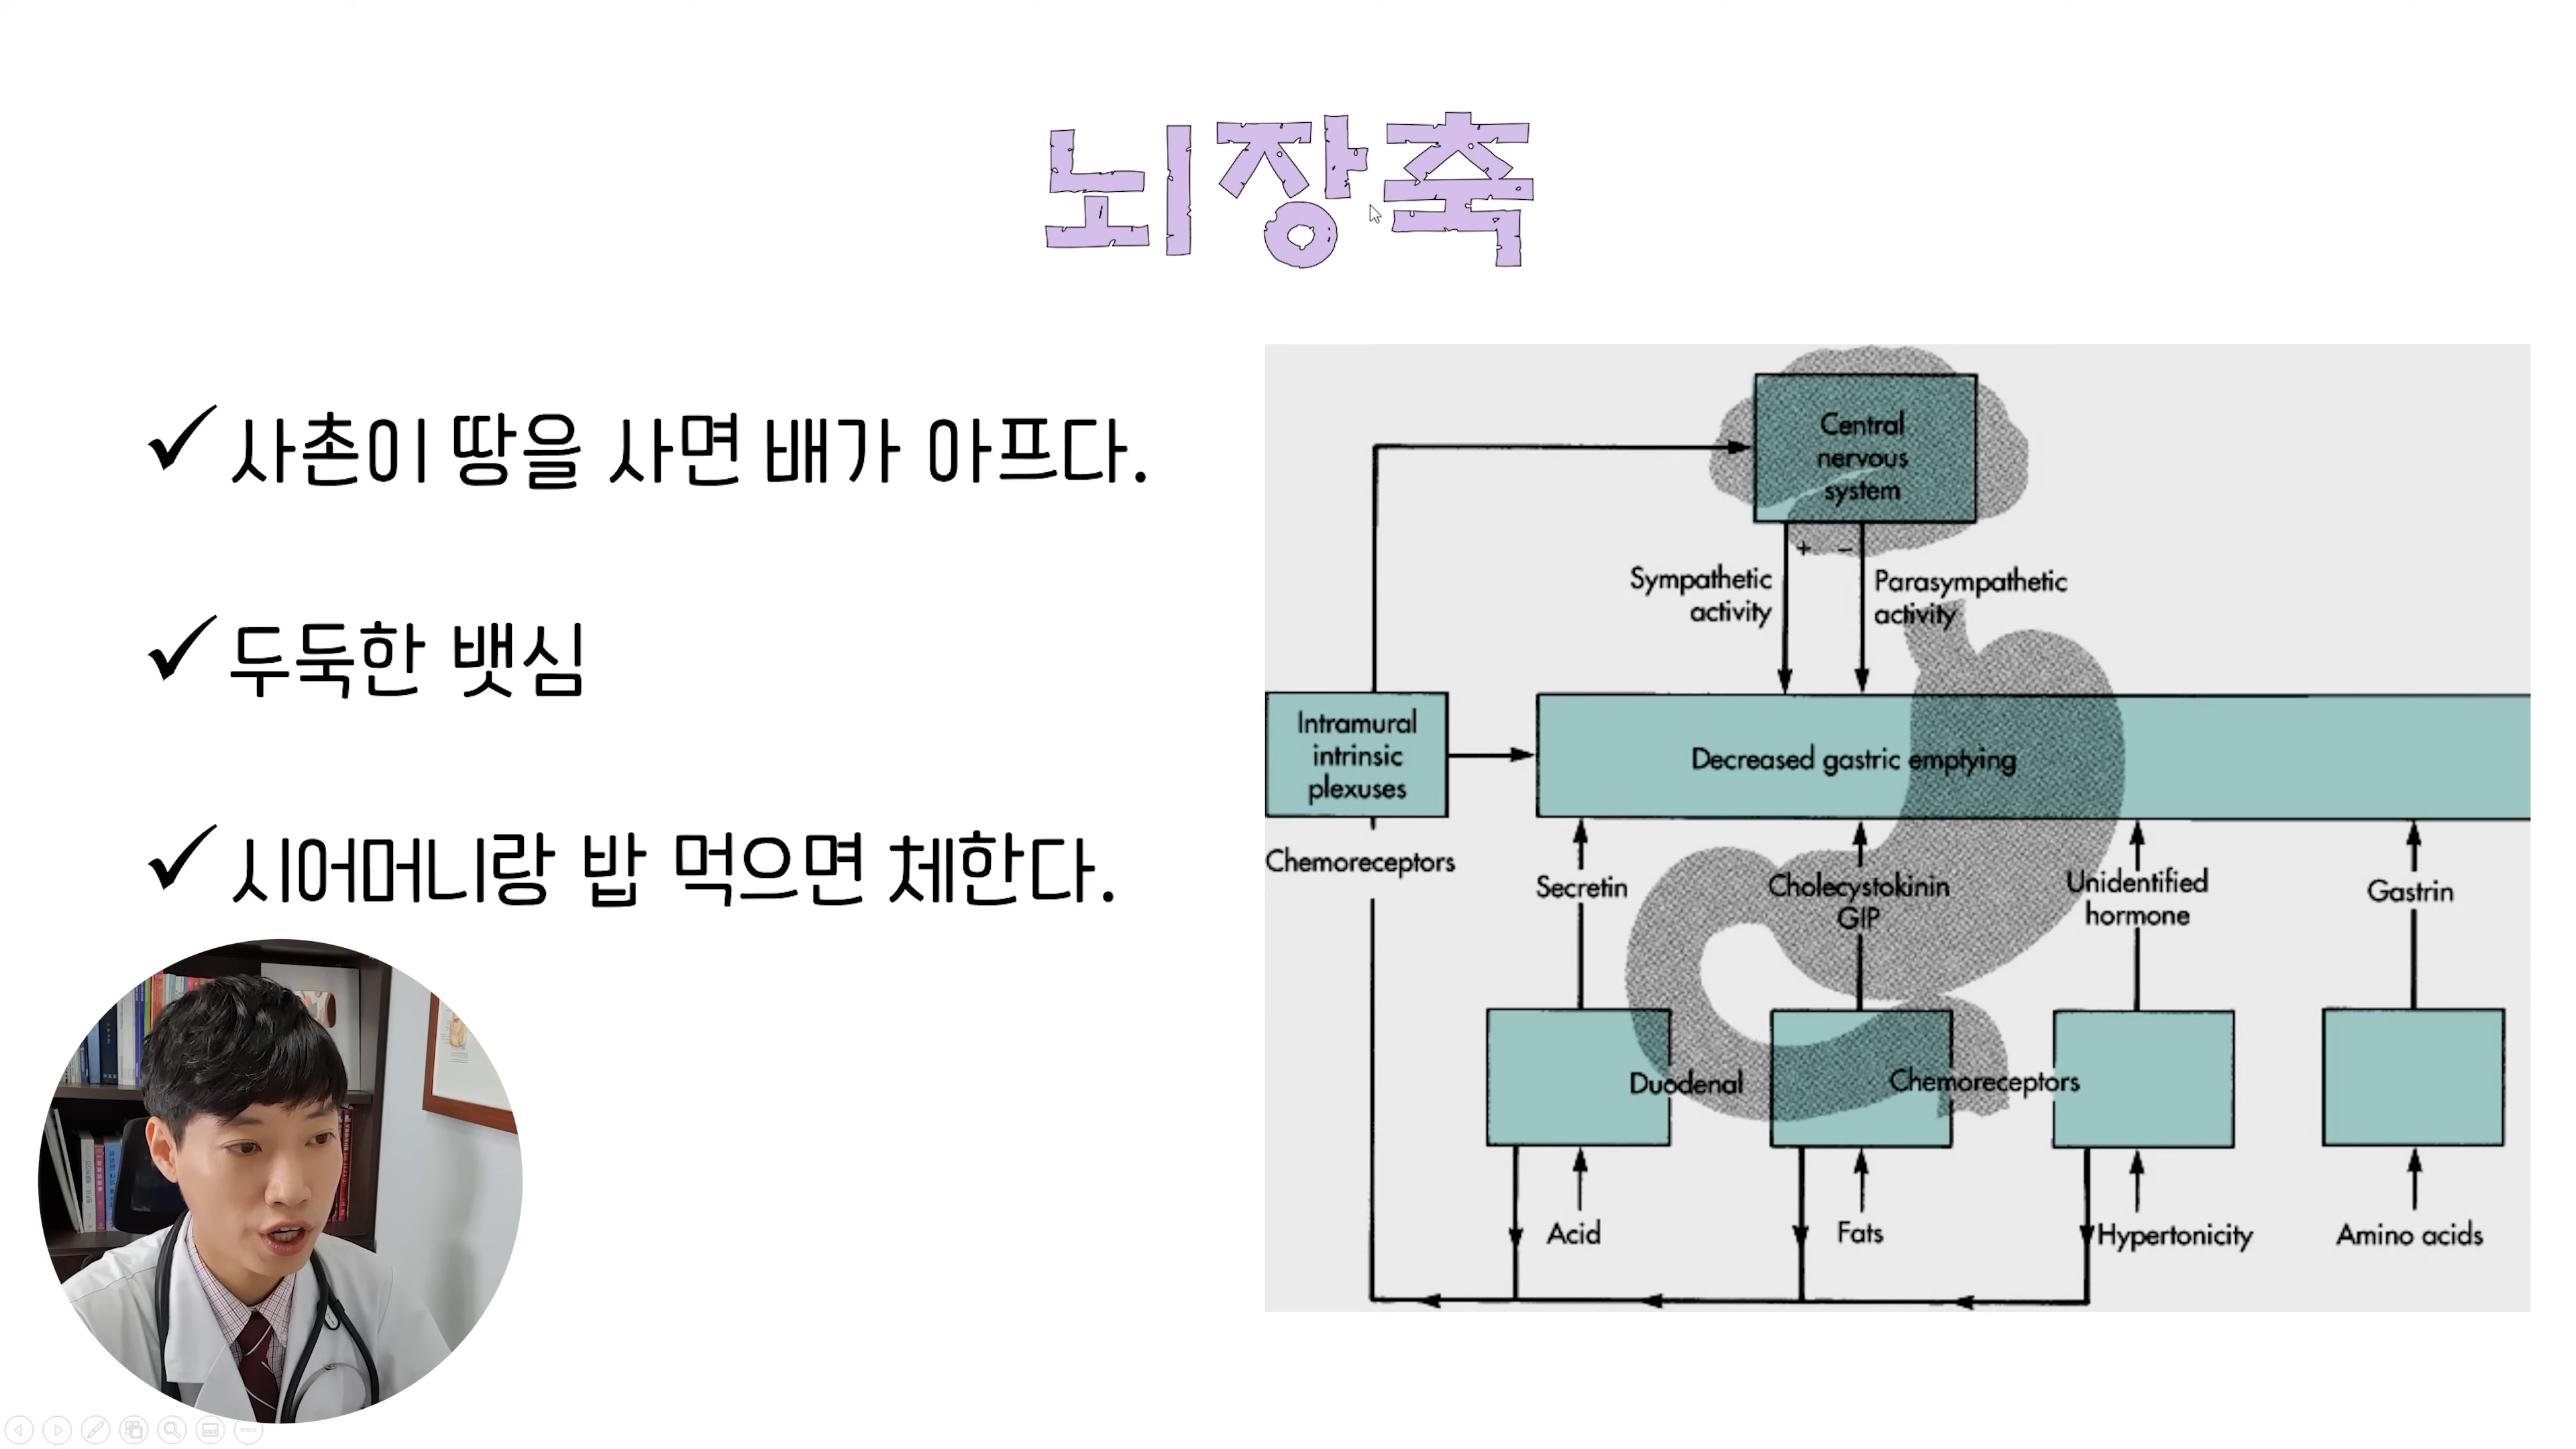 뇌장축
사촌이 땅을 사면 배가 아프다.
두둑한 뱃심
시어머니랑 밥 먹으면 체한다.
Central
nervous
system
+ −
Sympathetic
activity
Parasympathetic
activity
Intramural
intrinsic
plexuses
Decreased gastric emptying
Chemoreceptors
Secretin
Cholecystokinin
GIP
Unidentified
hormone
Gastrin
Duodenal
Chemoreceptors
Acid
Fats
Hypertonicity
Amino acids